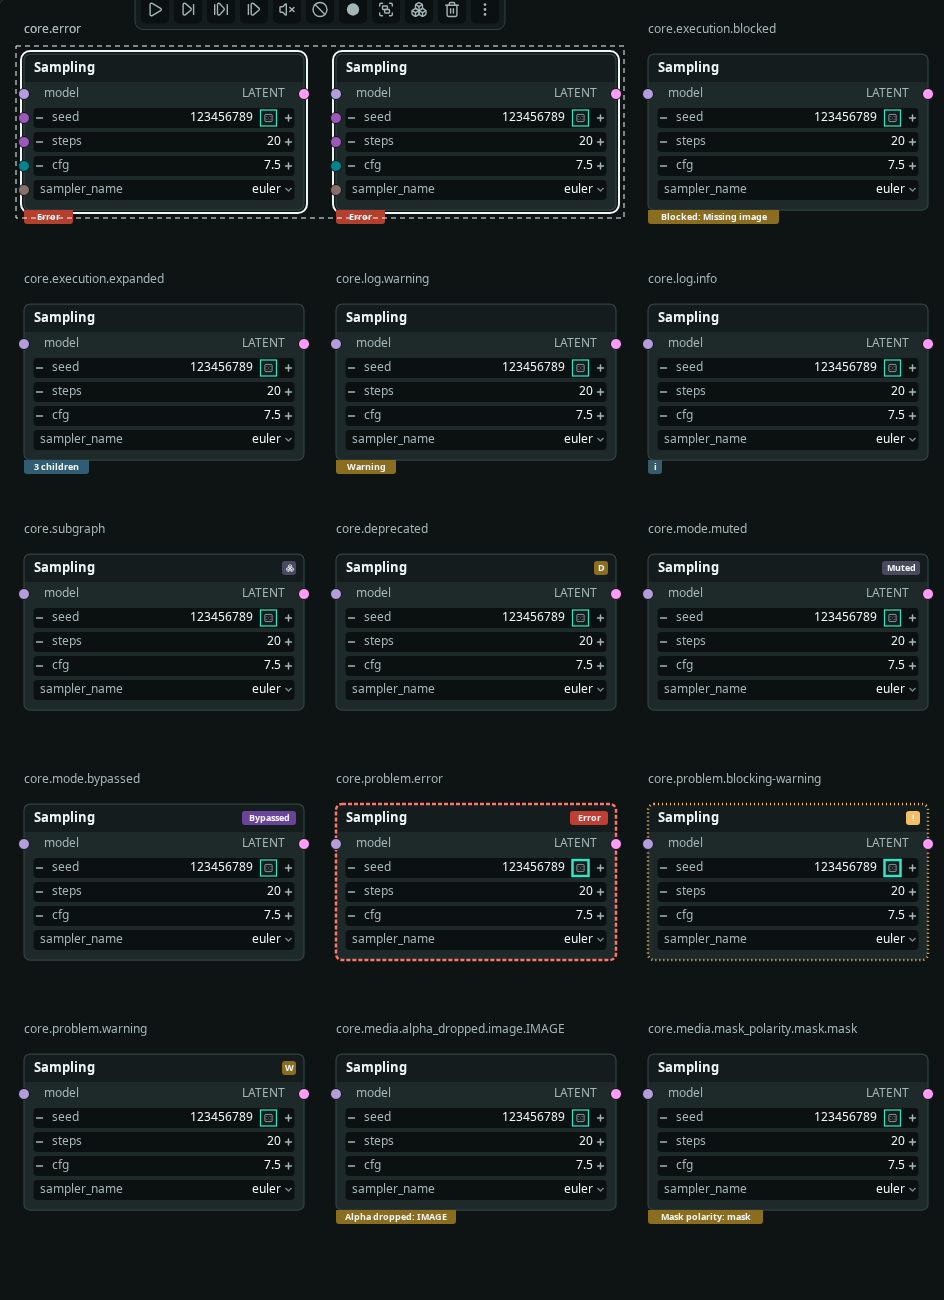 core.error
core.execution.blocked
Sampling
model LATENT
seed 123456789
steps 20
cfg 7.5
sampler_name euler
Error
Sampling
model LATENT
seed 123456789
steps 20
cfg 7.5
sampler_name euler
Error
Sampling
model LATENT
seed 123456789
steps 20
cfg 7.5
sampler_name euler
Blocked: Missing image
core.execution.expanded
Sampling
model LATENT
seed 123456789
steps 20
cfg 7.5
sampler_name euler
3 children
core.log.warning
Sampling
model LATENT
seed 123456789
steps 20
cfg 7.5
sampler_name euler
Warning
core.log.info
Sampling
model LATENT
seed 123456789
steps 20
cfg 7.5
sampler_name euler
i
core.subgraph
Sampling
model LATENT
seed 123456789
steps 20
cfg 7.5
sampler_name euler
core.deprecated
Sampling D
model LATENT
seed 123456789
steps 20
cfg 7.5
sampler_name euler
core.mode.muted
Sampling Muted
model LATENT
seed 123456789
steps 20
cfg 7.5
sampler_name euler
core.mode.bypassed
Sampling Bypassed
model LATENT
seed 123456789
steps 20
cfg 7.5
sampler_name euler
core.problem.error
Sampling Error
model LATENT
seed 123456789
steps 20
cfg 7.5
sampler_name euler
core.problem.blocking-warning
Sampling !
model LATENT
seed 123456789
steps 20
cfg 7.5
sampler_name euler
core.problem.warning
Sampling W
model LATENT
seed 123456789
steps 20
cfg 7.5
sampler_name euler
core.media.alpha_dropped.image.IMAGE
Sampling
model LATENT
seed 123456789
steps 20
cfg 7.5
sampler_name euler
Alpha dropped: IMAGE
core.media.mask_polarity.mask.mask
Sampling
model LATENT
seed 123456789
steps 20
cfg 7.5
sampler_name euler
Mask polarity: mask